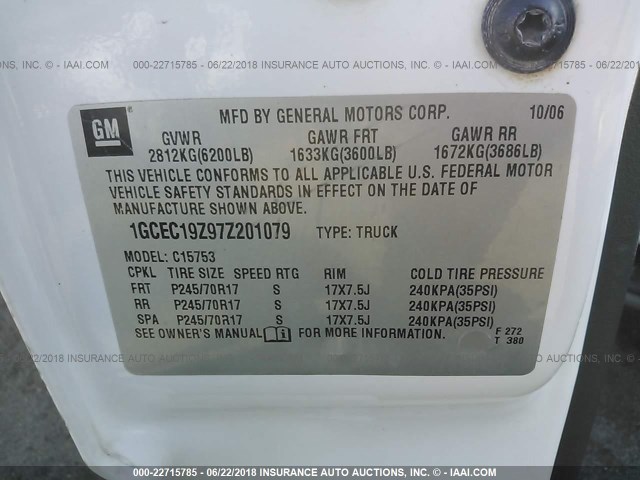 INC. - IAAI.COM 000-22715785 - 06/22/2018 INSURANCE AUTO AUCTIONS, INC. - IAAI.COM
GM
MFD BY GENERAL MOTORS CORP. 10/06
GVWR GAWR FRT GAWR RR
2812KG(6200LB) 1633KG(3600LB) 1672KG(3686LB)
THIS VEHICLE CONFORMS TO ALL APPLICABLE U.S. FEDERAL MOTOR
VEHICLE SAFETY STANDARDS IN EFFECT ON THE DATE OF
MANUFACTURE SHOWN ABOVE.
1GCEC19Z97Z201079 TYPE: TRUCK
MODEL: C15753
CPKL TIRE SIZE SPEED RTG RIM COLD TIRE PRESSURE
FRT P245/70R17 S 17X7.5J 240KPA(35PSI)
RR P245/70R17 S 17X7.5J 240KPA(35PSI)
SPA P245/70R17 S 17X7.5J 240KPA(35PSI)
SEE OWNER'S MANUAL FOR MORE INFORMATION. F 272
T 380
/22/2018 INSURANCE AUTO AUCTIONS, INC. - IAAI.COM 000-22715785 - 06/22/2018 INSUR
000-22715785 - 06/22/2018 INSURANCE AUTO AUCTIONS, INC. - IAAI.COM